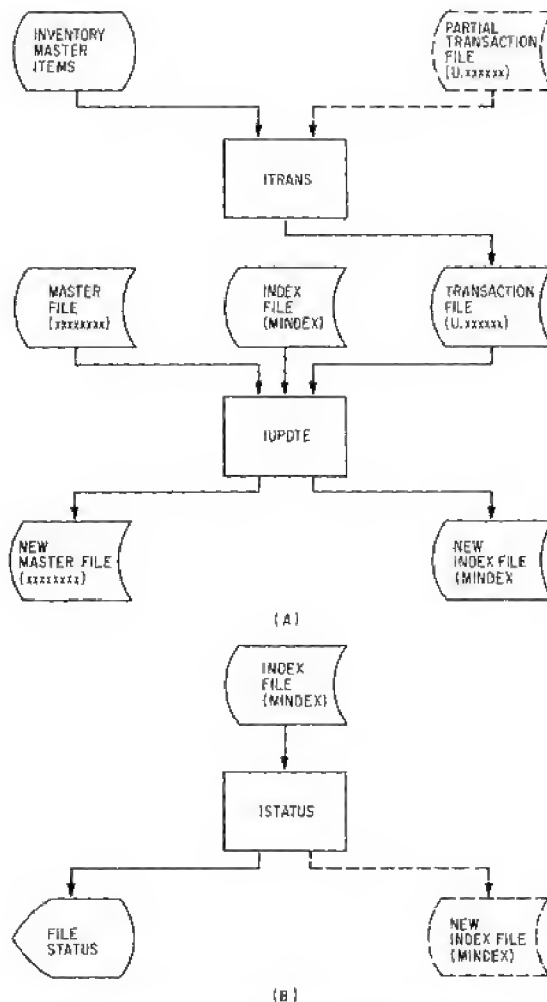 INVENTORY
MASTER
ITEMS
PARTIAL
TRANSACTION
FILE
(U.xxxxxx)
ITRANS
MASTER
FILE
(xxxxxxxx)
INDEX
FILE
(MINDEX)
TRANSACTION
FILE
(U.xxxxxx)
IUPDTE
NEW
MASTER FILE
(xxxxxxxx)
NEW
INDEX FILE
(MINDEX
(A)
INDEX
FILE
(MINDEX)
ISTATUS
FILE
STATUS
NEW
INDEX FILE
(MINDEX)
(B)